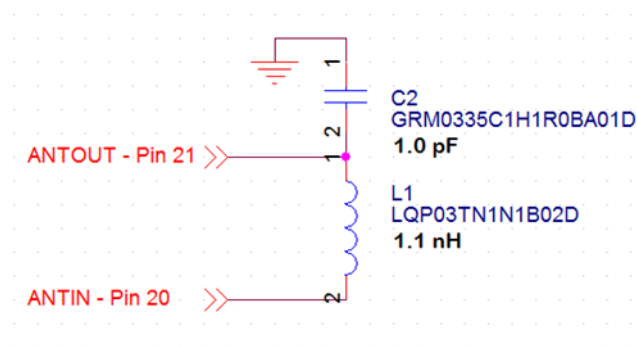 1
C2
GRM0335C1H1R0BA01D
2
1.0 pF
ANTOUT - Pin 21
1
L1
LQP03TN1N1B02D
1.1 nH
ANTIN - Pin 20
2